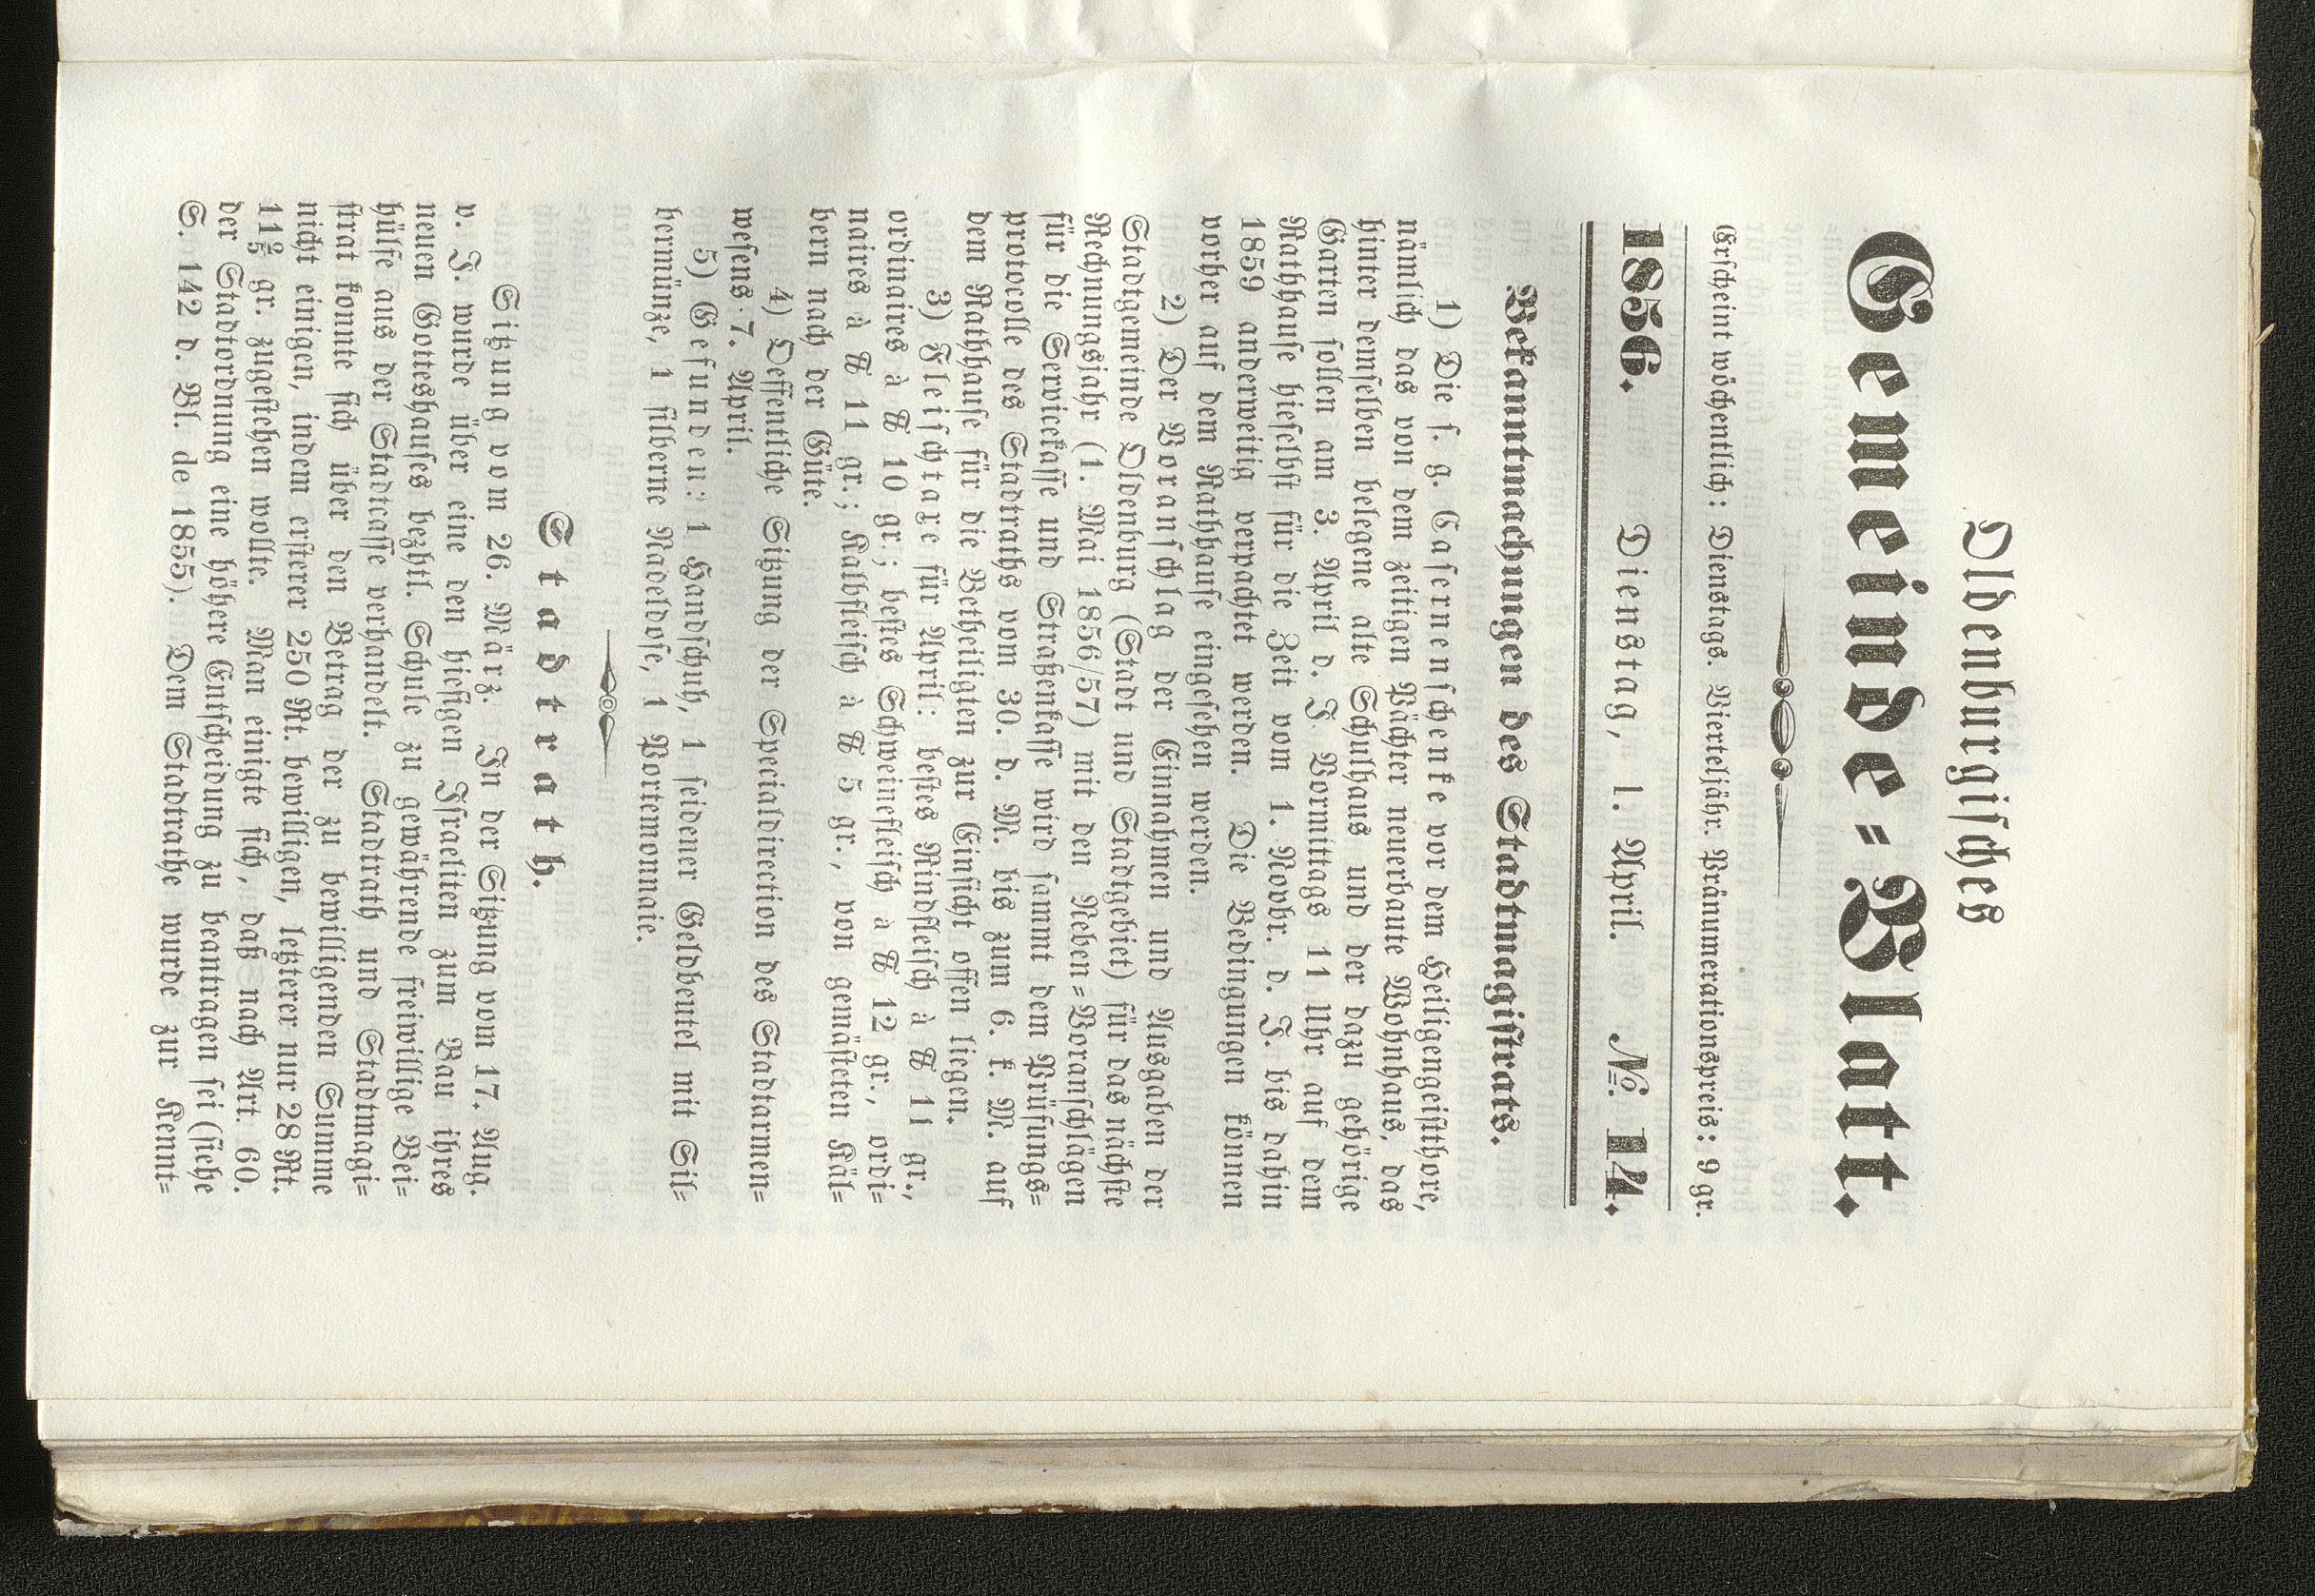 Oldenburgisches
Gemeinde=Blatt.
Erscheint wöchentlich: Dienstags. Vierteljähr. Pränumerationspreis: 9 gr.
1856. Dienstag, 1. April. №. 14.
Bekanntmachungen des Stadtmagistrats.
1) Die s. g. Casernenschenke vor dem Heiligengeistthore,
nämlich das von dem zeitigen Pächter neuerbaute Wohnhaus, das
hinter demselben belegene alte Schulhaus und der dazu gehörige
Garten sollen am 3. April d. J. Vormittags 11 Uhr auf dem
Rathhause hieselbst für die Zeit vom 1. Novbr. d. J. bis dahin
1859 anderweitig verpachtet werden. Die Bedingungen können
vorher auf dem Rathhause eingesehen werden.
2) Der Voranschlag der Einnahmen und Ausgaben der
Stadtgemeinde Oldenburg (Stadt und Stadtgebiet) für das nächste
Rechnungsjahr (1. Mai 1856/57) mit den Neben=Voranschlägen
für die Servicekasse und Straßenkasse wird sammt dem Prüfungs=
protocolle des Stadtraths vom 30. d. M. bis zum 6. k. M. auf
dem Rathhause für die Betheiligten zur Einsicht offen liegen.
3) Fleischtare für April: bestes Rindfleisch à ℔ 11 gr.,
ordinaires à ℔ 10 gr.; bestes Schweinefleisch à ℔ 12 gr., ordi=
naires à ℔ 11 gr.; Kalbfleisch à ℔ 5 gr., von gemästeten Käl=
bern nach der Güte.
4) Oeffentliche Sitzung der Specialdirection des Stadtarmen=
wesens 7. April.
5) Gefunden: 1 Handschuh, 1 seidener Geldbeutel mit Sil=
bermünze, 1 silberne Nadeldose, 1 Portemonnaie.
Stadtrath.
Sitzung vom 26. März. In der Sitzung vom 17. Aug.
v. J. wurde über eine den hiesigen Israeliten zum Bau ihres
neuen Gotteshauses bezhtl. Schule zu gewährende freiwillige Bei=
hülfe aus der Stadtcasse verhandelt. Stadtrath und Stadtmagi=
strat konnte sich über den Betrag der zu bewilligenden Summe
nicht einigen, indem ersterer 250 Rt. bewilligen, letzterer nur 28 Rt.
11⅗ gr. zugestehen wollte. Man einigte sich, daß nach Art. 60.
der Stadtordnung eine höhere Entscheidung zu beantragen sei (siehe
S. 142 d. Bl. de 1855). Dem Stadtrathe wurde zur Kennt=